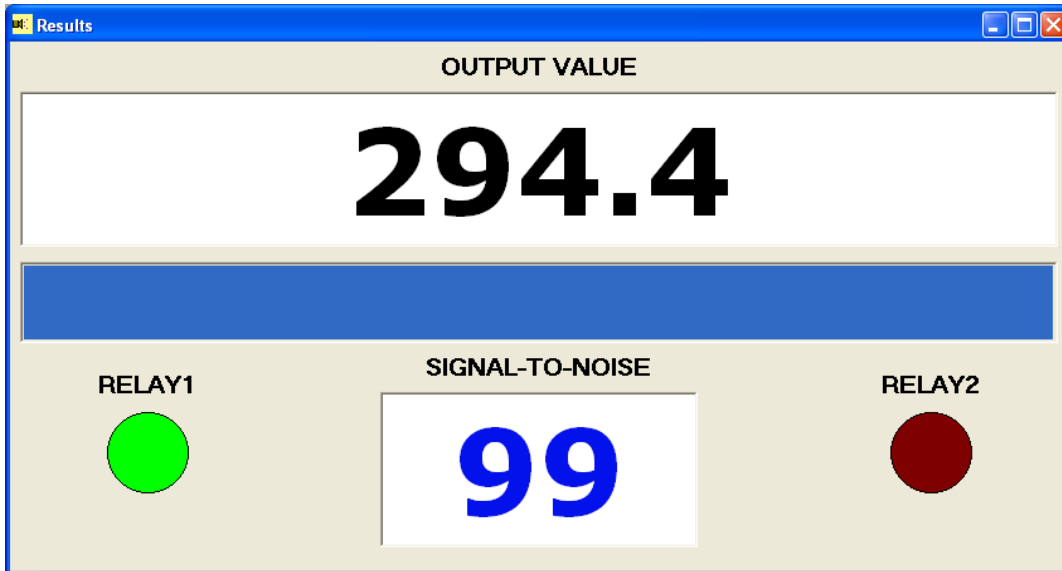 Results
OUTPUT VALUE
294.4
SIGNAL-TO-NOISE
RELAY1
RELAY2
99